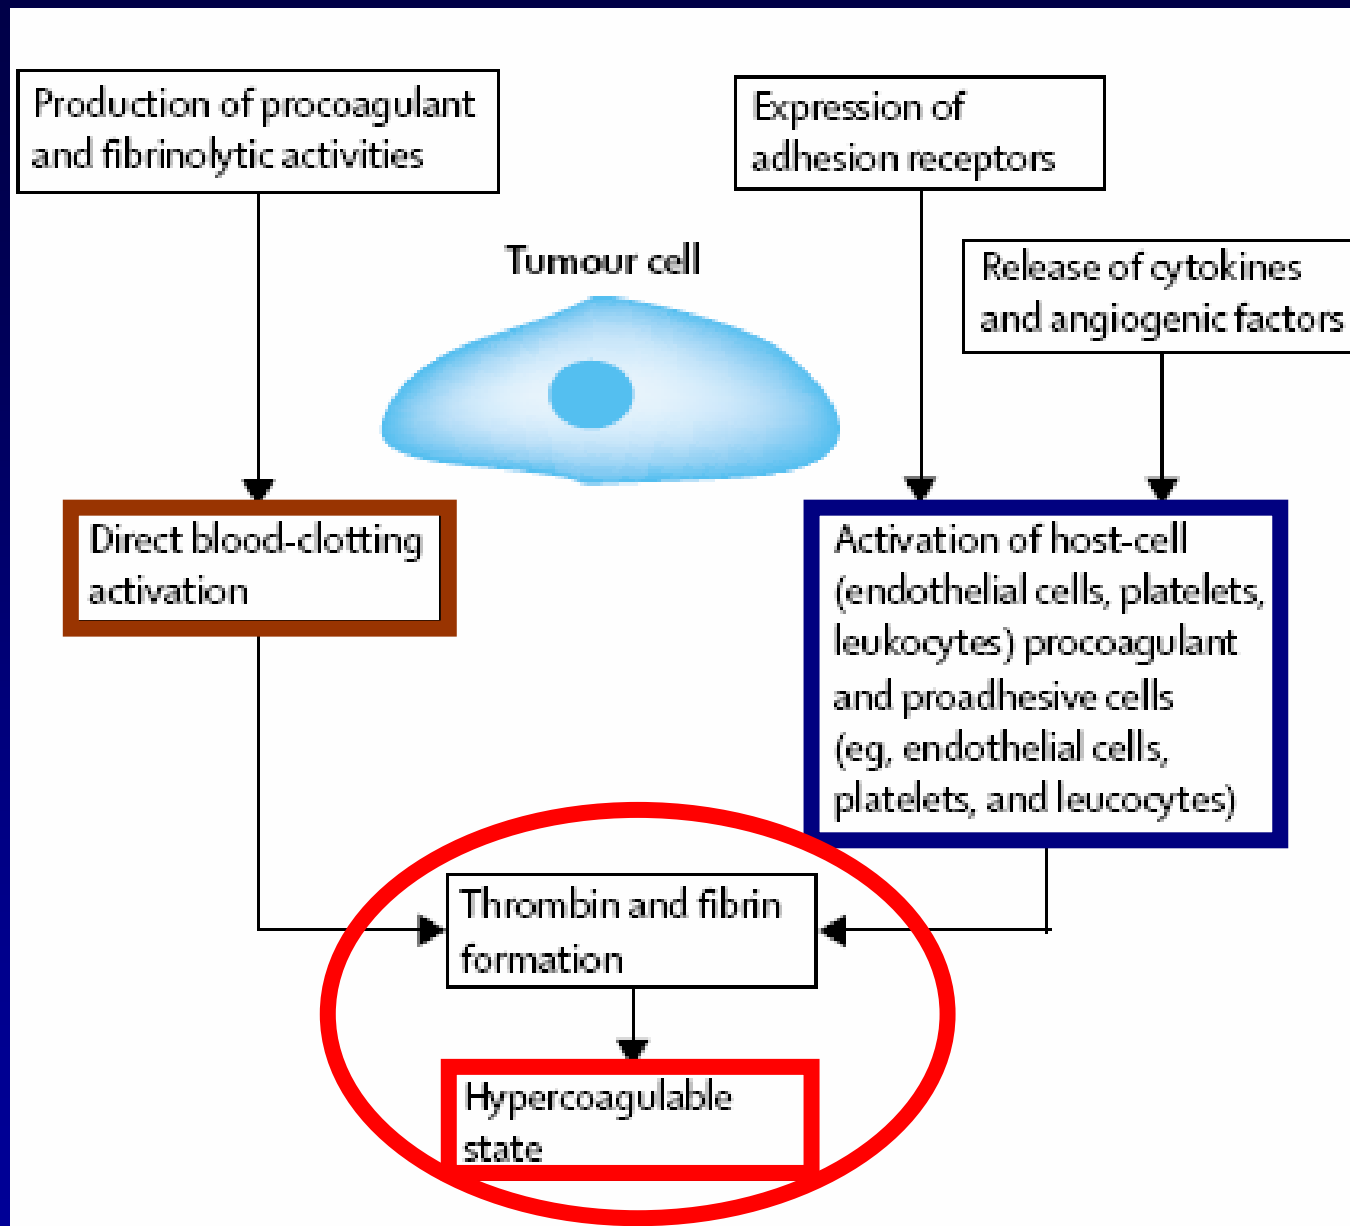 Production of procoagulant
and fibrinolytic activities
Expression of
adhesion receptors
Tumour cell
Release of cytokines
and angiogenic factors
Direct blood-clotting
activation
Activation of host-cell
(endothelial cells, platelets,
leukocytes) procoagulant
and proadhesive cells
(eg, endothelial cells,
platelets, and leucocytes)
Thrombin and fibrin
formation
Hypercoagulable
state